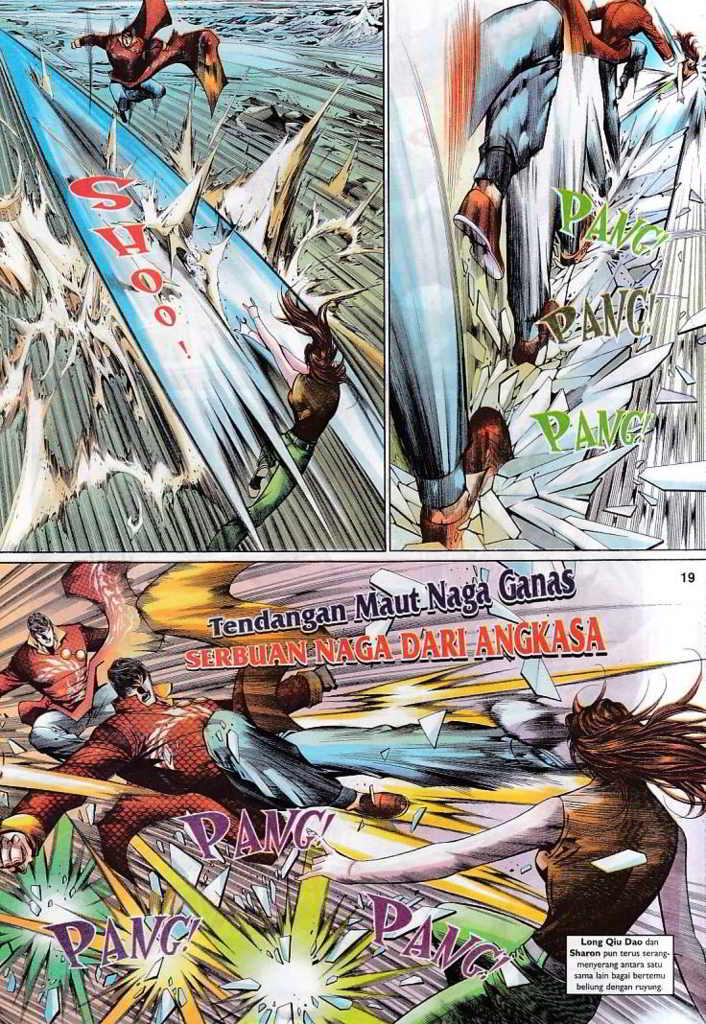 SHOOO!
PANG!
PANG!
PANG!
19
Tendangan Maut Naga Ganas
SERBUAN NAGA DARI ANGKASA
PANG!
PANG!
PANG!
Long Qiu Dao dan
Sharon pun terus serang-
menyerang antara satu
sama lain bagai bertemu
beliung dengan ruyung.